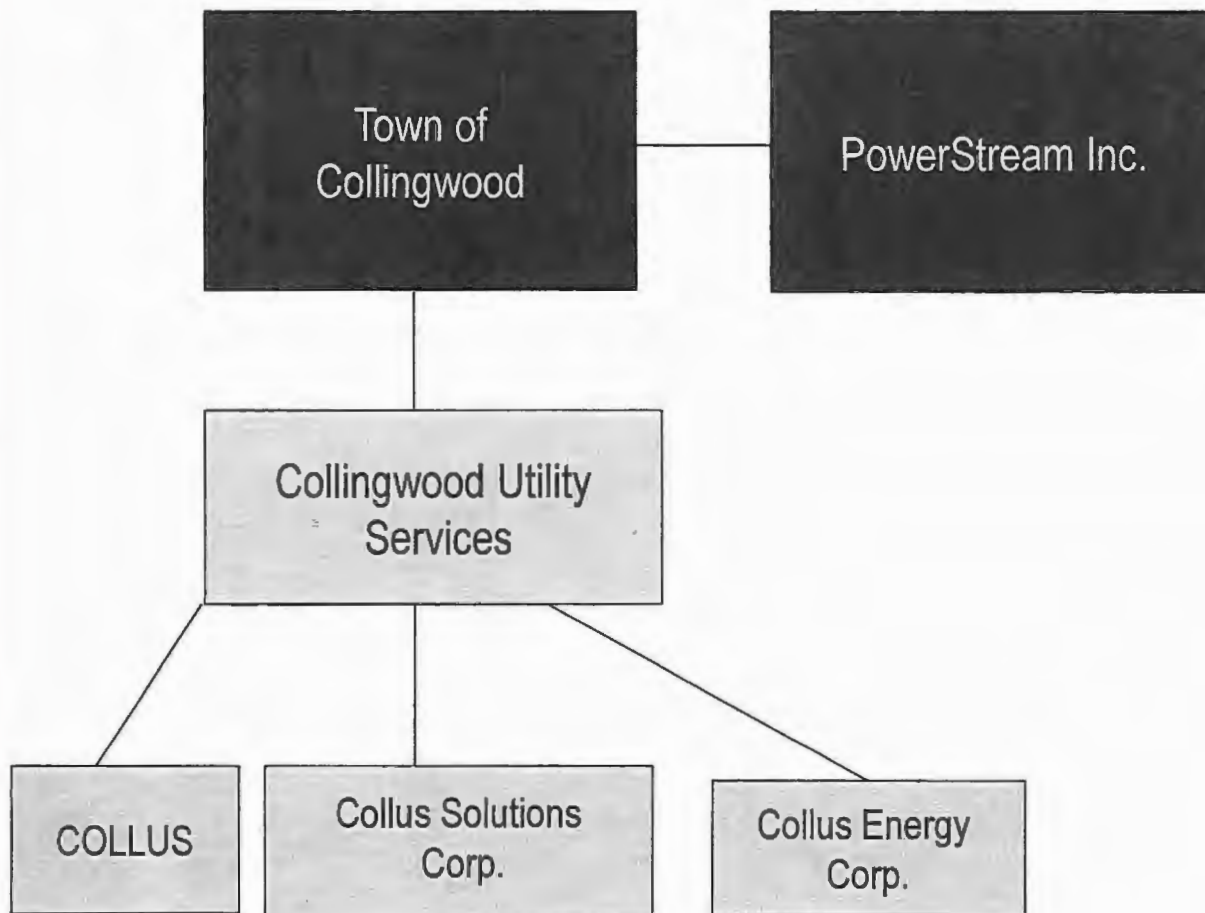 Town of
Collingwood
PowerStream Inc.
Collingwood Utility
Services
COLLUS
Collus Solutions
Corp.
Collus Energy
Corp.